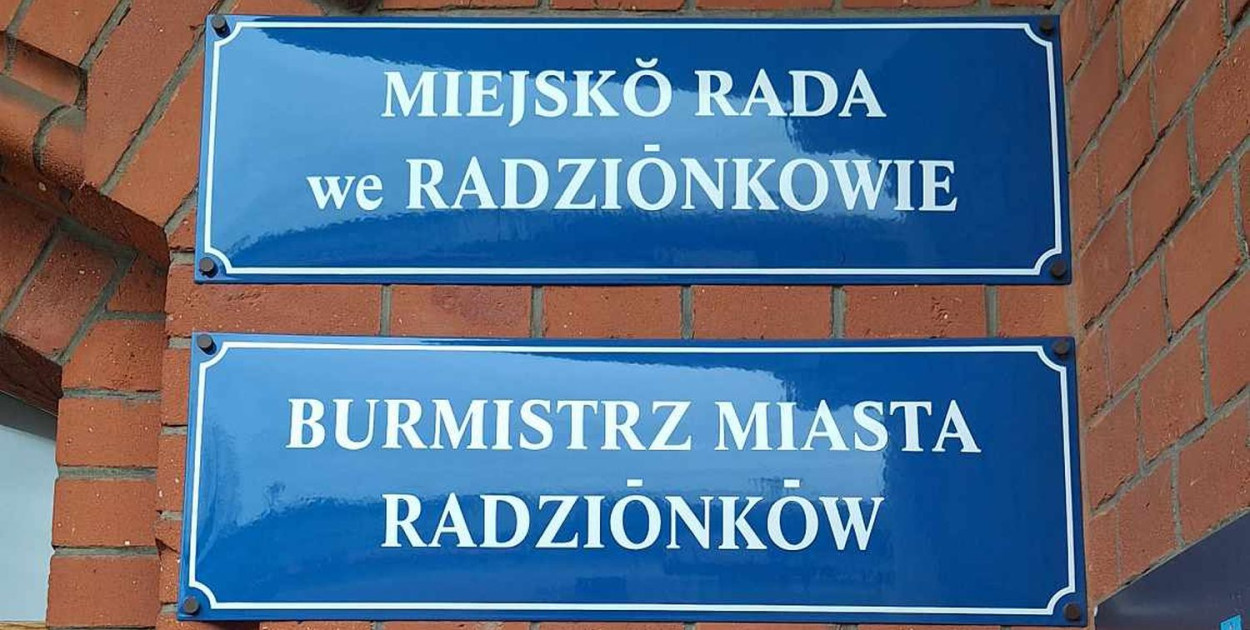 MIEJSKŎ RADA
we RADZIŌNKOWIE
BURMISTRZ MIASTA
RADZIŌNKŌW